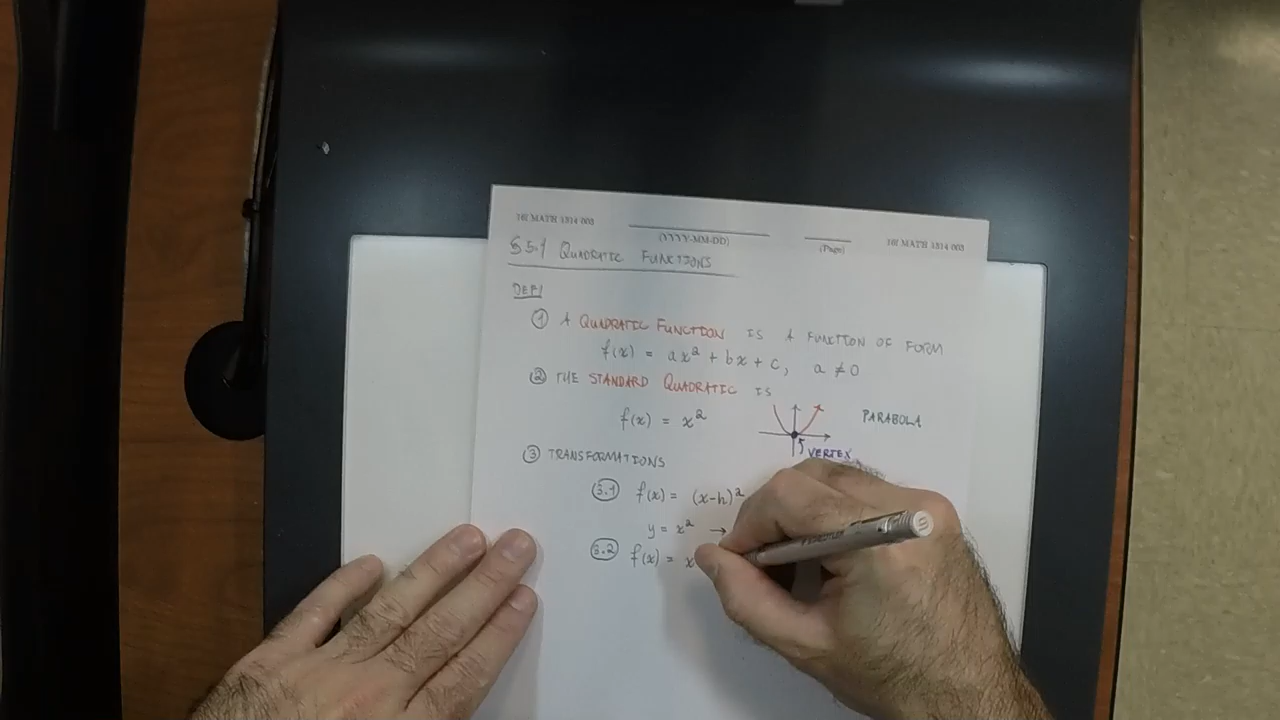 162 MATH 1314 003
(YYYY-MM-DD)
(Page)
162 MATH 1314 003
§5.1 QUADRATIC FUNCTIONS
DEF/
① A QUADRATIC FUNCTION IS A FUNCTION OF FORM
f(x) = ax² + bx + c, a ≠ 0
② THE STANDARD QUADRATIC IS
f(x) = x²
PARABOLA
VERTEX
③ TRANSFORMATIONS
3.1 f(x) = (x-h)²
y = x² →
3.2 f(x) = x